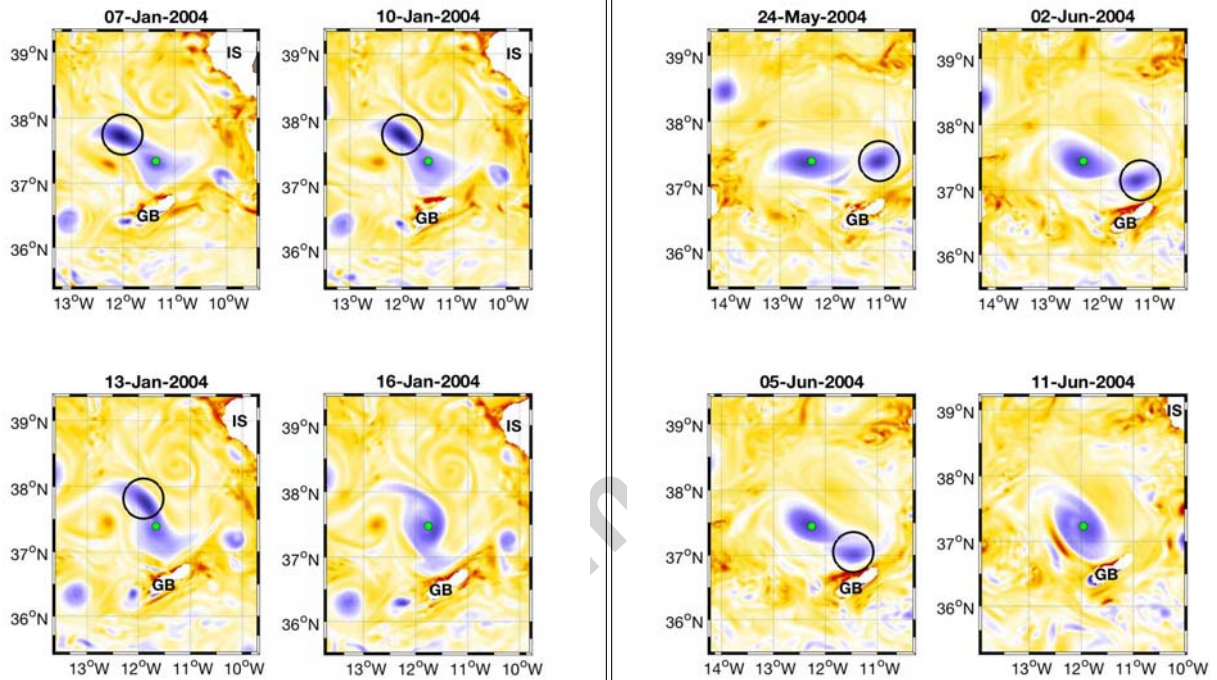 07-Jan-2004
10-Jan-2004
24-May-2004
02-Jun-2004
39°N
38°N
37°N
36°N
IS
GB
13°W 12°W 11°W 10°W
39°N
38°N
37°N
36°N
IS
GB
13°W 12°W 11°W 10°W
39°N
38°N
37°N
36°N
GB
14°W 13°W 12°W 11°W
39°N
38°N
37°N
36°N
GB
14°W 13°W 12°W 11°W
13-Jan-2004
16-Jan-2004
05-Jun-2004
11-Jun-2004
39°N
38°N
37°N
36°N
IS
GB
13°W 12°W 11°W 10°W
39°N
38°N
37°N
36°N
IS
GB
13°W 12°W 11°W 10°W
39°N
38°N
37°N
36°N
GB
14°W 13°W 12°W 11°W
39°N
38°N
37°N
36°N
IS
GB
13°W 12°W 11°W 10°W